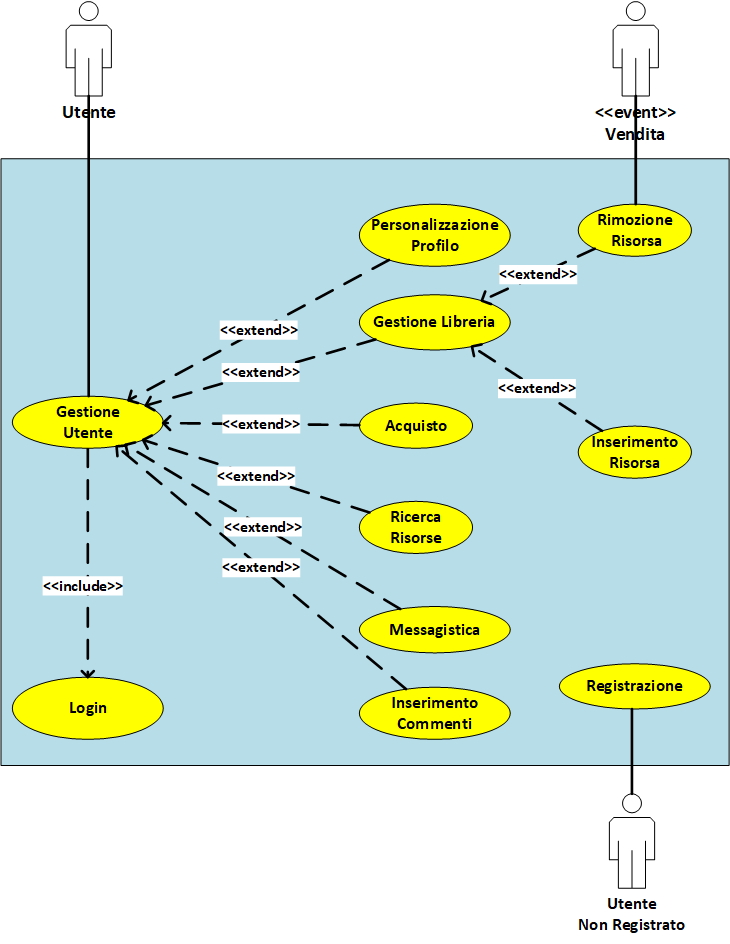 Utente
<<event>>
Vendita
Personalizzazione
Profilo
Rimozione
Risorsa
<<extend>>
Gestione Libreria
<<extend>>
<<extend>>
<<extend>>
Gestione
Utente
<<extend>>
Acquisto
Inserimento
Risorsa
<<extend>>
Ricerca
Risorse
<<extend>>
<<extend>>
<<include>>
Messagistica
Registrazione
Login
Inserimento
Commenti
Utente
Non Registrato